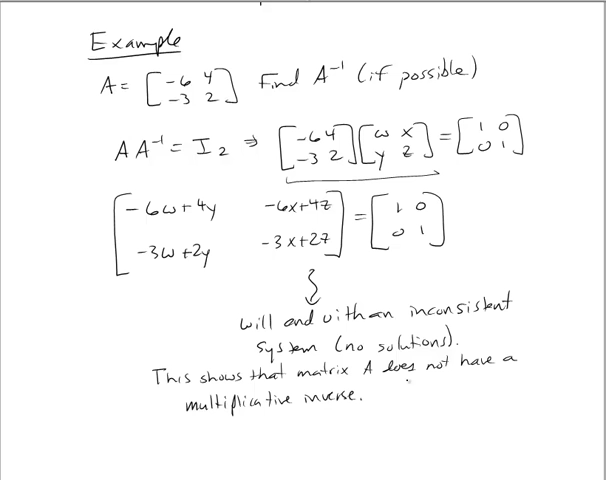 Example
A = [-6 4 -3 2] Find A⁻¹ (if possible)
A A⁻¹ = I₂ ⇒ [-6 4 -3 2] [w x y z] = [1 0 0 1]
[-6w+4y -6x+4z -3w+2y -3x+2z] = [1 0 0 1]
will end up with an inconsistent
system (no solutions).
This shows that matrix A does not have a
multiplicative inverse.